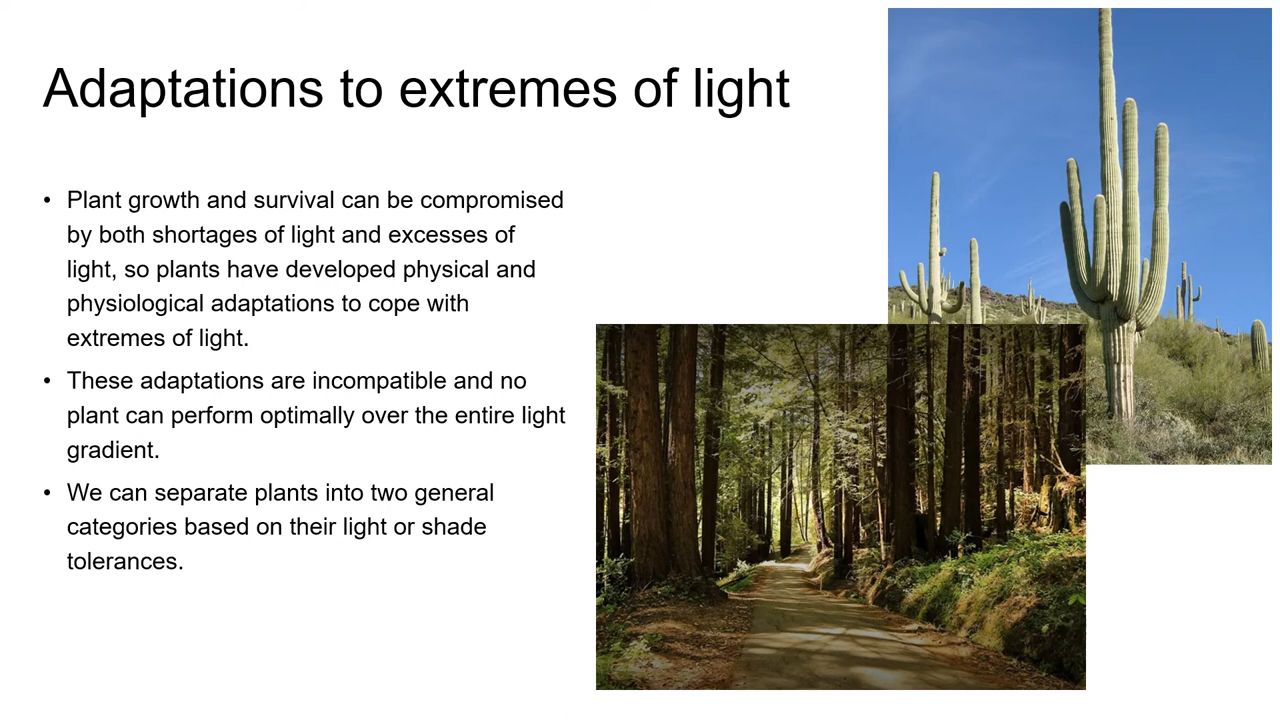 Adaptations to extremes of light
• Plant growth and survival can be compromised
by both shortages of light and excesses of
light, so plants have developed physical and
physiological adaptations to cope with
extremes of light.
• These adaptations are incompatible and no
plant can perform optimally over the entire light
gradient.
• We can separate plants into two general
categories based on their light or shade
tolerances.